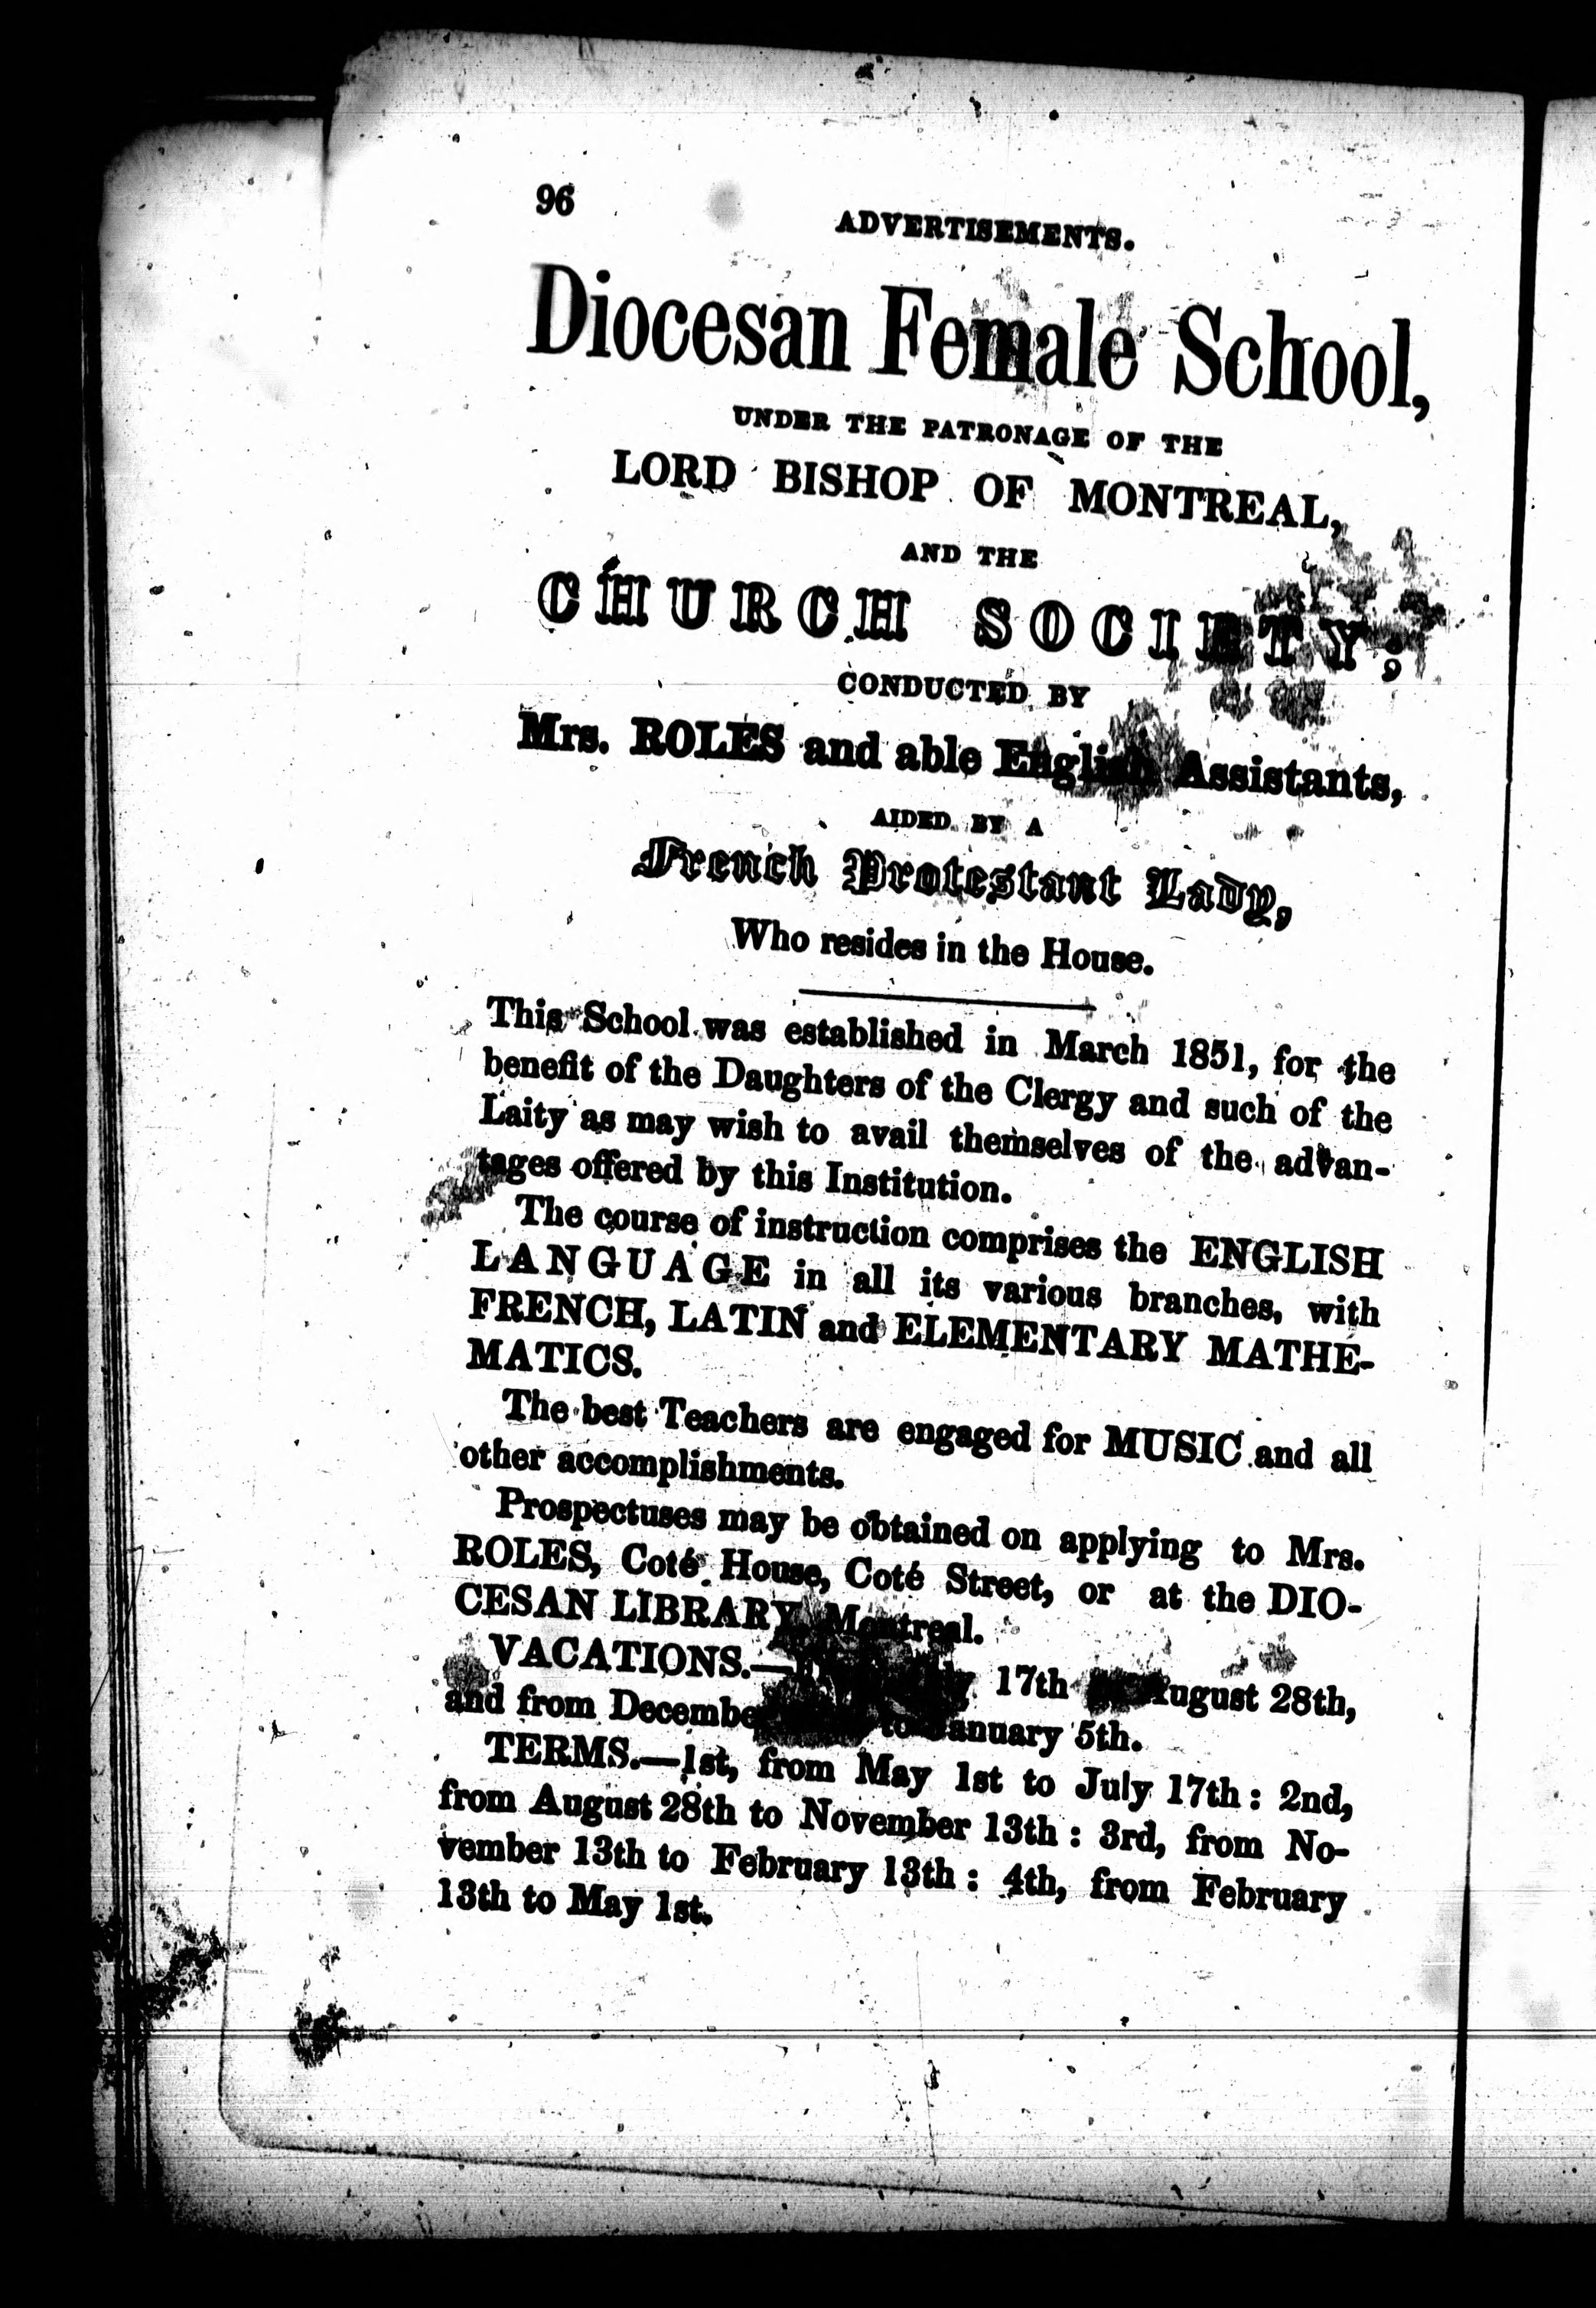 96
ADVERTISEMENTS.
Diocesan Female School,
UNDER THE PATRONAGE OF THE
LORD BISHOP OF MONTREAL,
AND THE
CHURCH SOCIETY;
CONDUCTED BY
Mrs. ROLES and able English Assistants,
AIDED BY A
French Protestant Lady,
Who resides in the House.
This School was established in March 1851, for the
benefit of the Daughters of the Clergy and such of the
Laity as may wish to avail themselves of the advan-
tages offered by this Institution.
The course of instruction comprises the ENGLISH
LANGUAGE in all its various branches, with
FRENCH, LATIN and ELEMENTARY MATHE-
MATICS.
The best Teachers are engaged for MUSIC and all
other accomplishments.
Prospectuses may be obtained on applying to Mrs.
ROLES, Coté House, Coté Street, or at the DIO-
CESAN LIBRARY, Montreal.
VACATIONS.— 17th August 28th,
and from December to January 5th.
TERMS.—1st, from May 1st to July 17th: 2nd,
from August 28th to November 13th: 3rd, from No-
vember 13th to February 13th: 4th, from February
13th to May 1st.